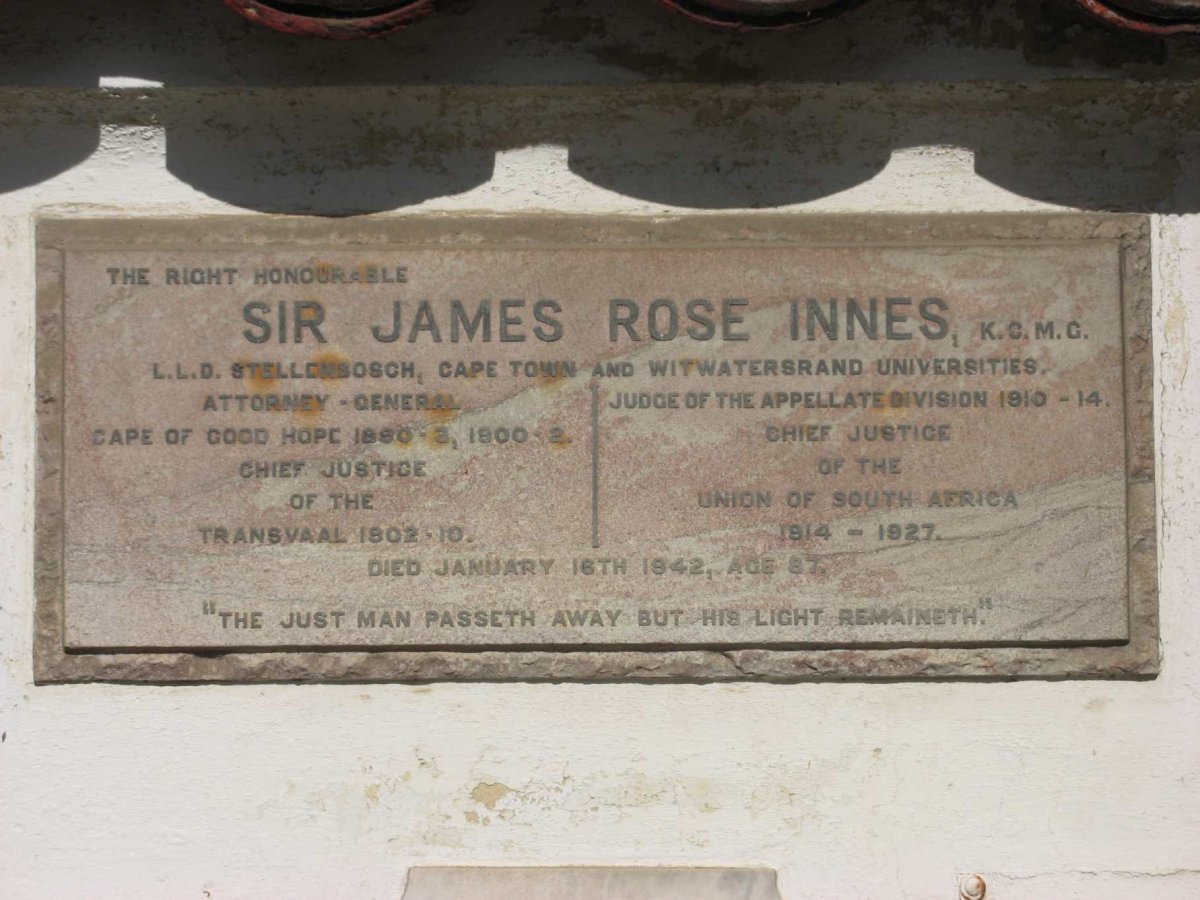 THE RIGHT HONOURABLE
SIR JAMES ROSE INNES, K.C.M.G.
L.L.D. STELLENBOSCH, CAPE TOWN AND WITWATERSRAND UNIVERSITIES.
ATTORNEY - GENERAL
CAPE OF GOOD HOPE 1890 - 3, 1900 - 2.
CHIEF JUSTICE
OF THE
TRANSVAAL 1902 - 10.
JUDGE OF THE APPELLATE DIVISION 1910 - 14.
CHIEF JUSTICE
OF THE
UNION OF SOUTH AFRICA
1914 - 1927.
DIED JANUARY 16TH 1942, AGE 87.
"THE JUST MAN PASSETH AWAY BUT HIS LIGHT REMAINETH."